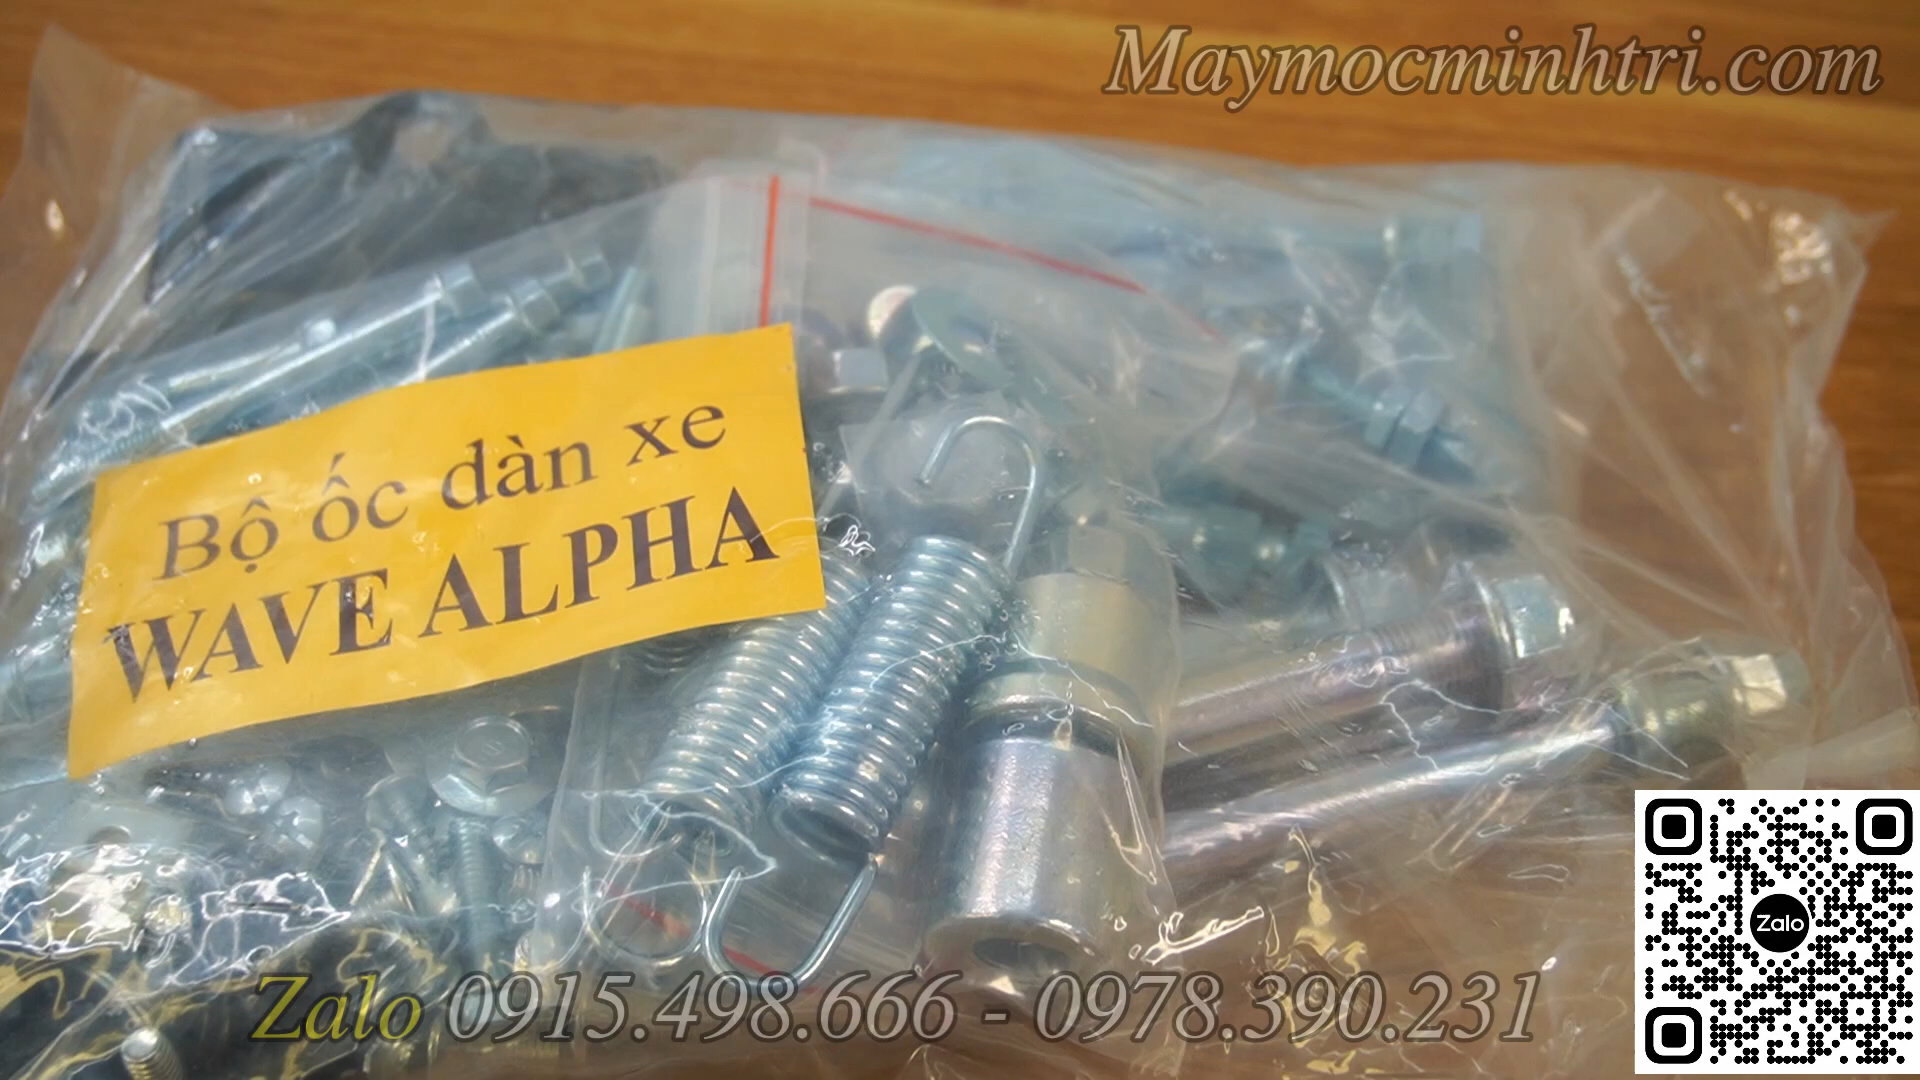 Maymocminhtri.com
Bộ ốc dàn xe
WAVE ALPHA
Zalo 0915.498.666 - 0978.390.231
Zalo